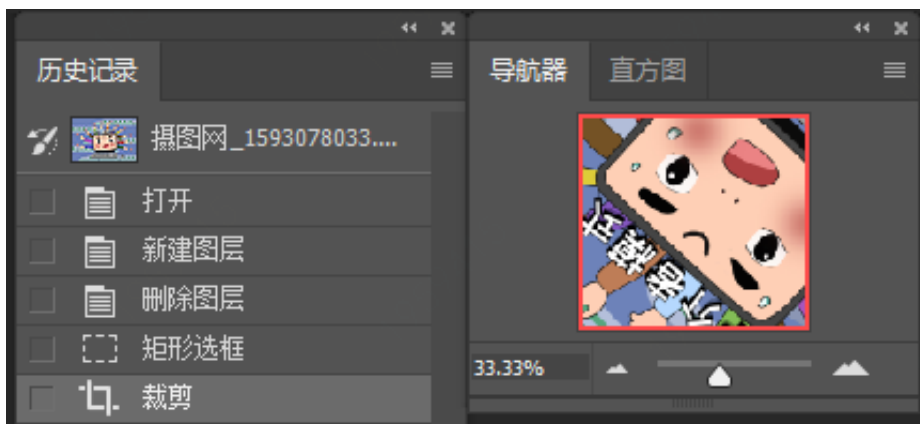 历史记录
摄图网_1593078033....
打开
新建图层
删除图层
矩形选框
裁剪
导航器 直方图
33.33%